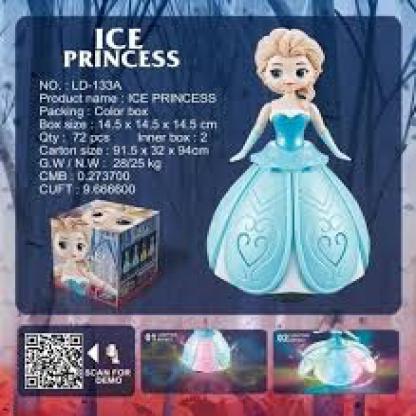 ICE
PRINCESS
NO. : LD-133A
Product name : ICE PRINCESS
Packing : Color box
Box size : 14.5 x 14.5 x 14.5 cm
Qty : 72 pcs Inner box : 2
Carton size : 91.5 x 32 x 94cm
G.W / N.W : 28/25 kg
CMB : 0.273700
CUFT : 9.666600
SCAN FOR
DEMO
01
02